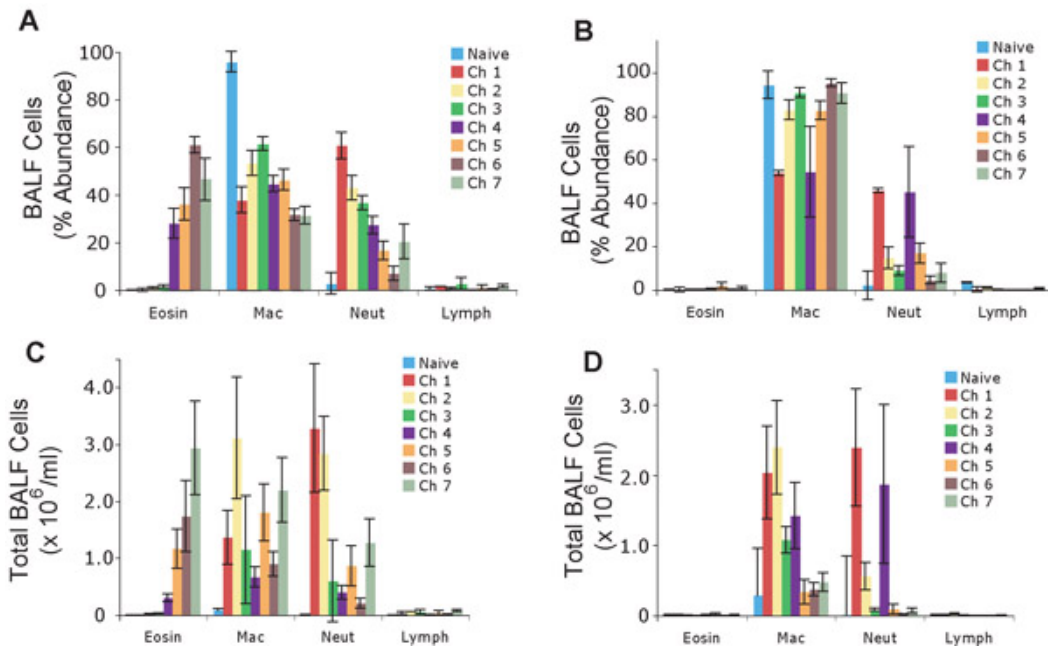 A
BALF Cells
(% Abundance)
100
80
60
40
20
0
Eosin Mac Neut Lymph
Naive
Ch 1
Ch 2
Ch 3
Ch 4
Ch 5
Ch 6
Ch 7
B
BALF Cells
(% Abundance)
100
80
60
40
20
0
Eosin Mac Neut Lymph
Naive
Ch 1
Ch 2
Ch 3
Ch 4
Ch 5
Ch 6
Ch 7
C
Total BALF Cells
(x 10^6/ml)
4.0
3.0
2.0
1.0
0
Eosin Mac Neut Lymph
Naive
Ch 1
Ch 2
Ch 3
Ch 4
Ch 5
Ch 6
Ch 7
D
Total BALF Cells
(x 10^6/ml)
3.0
2.0
1.0
0
Eosin Mac Neut Lymph
Naive
Ch 1
Ch 2
Ch 3
Ch 4
Ch 5
Ch 6
Ch 7